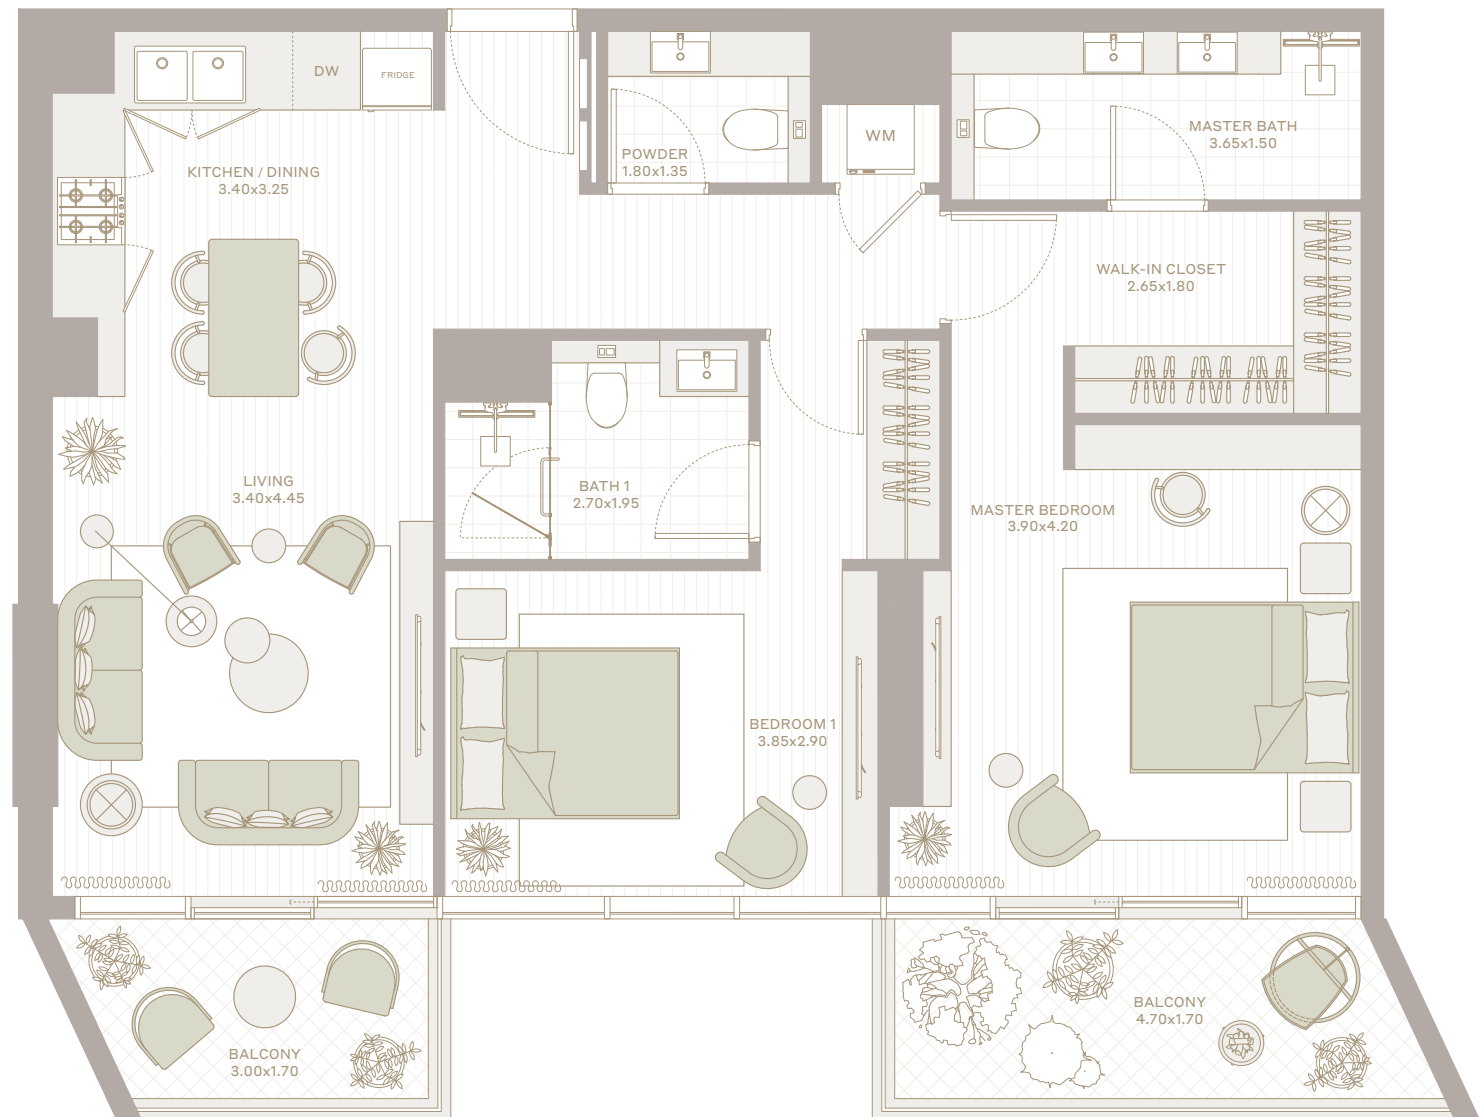 DW
FRIDGE
KITCHEN / DINING
3.40x3.25
POWDER
1.80x1.35
WM
MASTER BATH
3.65x1.50
WALK-IN CLOSET
2.65x1.80
LIVING
3.40x4.45
BATH 1
2.70x1.95
MASTER BEDROOM
3.90x4.20
BEDROOM 1
3.85x2.90
BALCONY
3.00x1.70
BALCONY
4.70x1.70